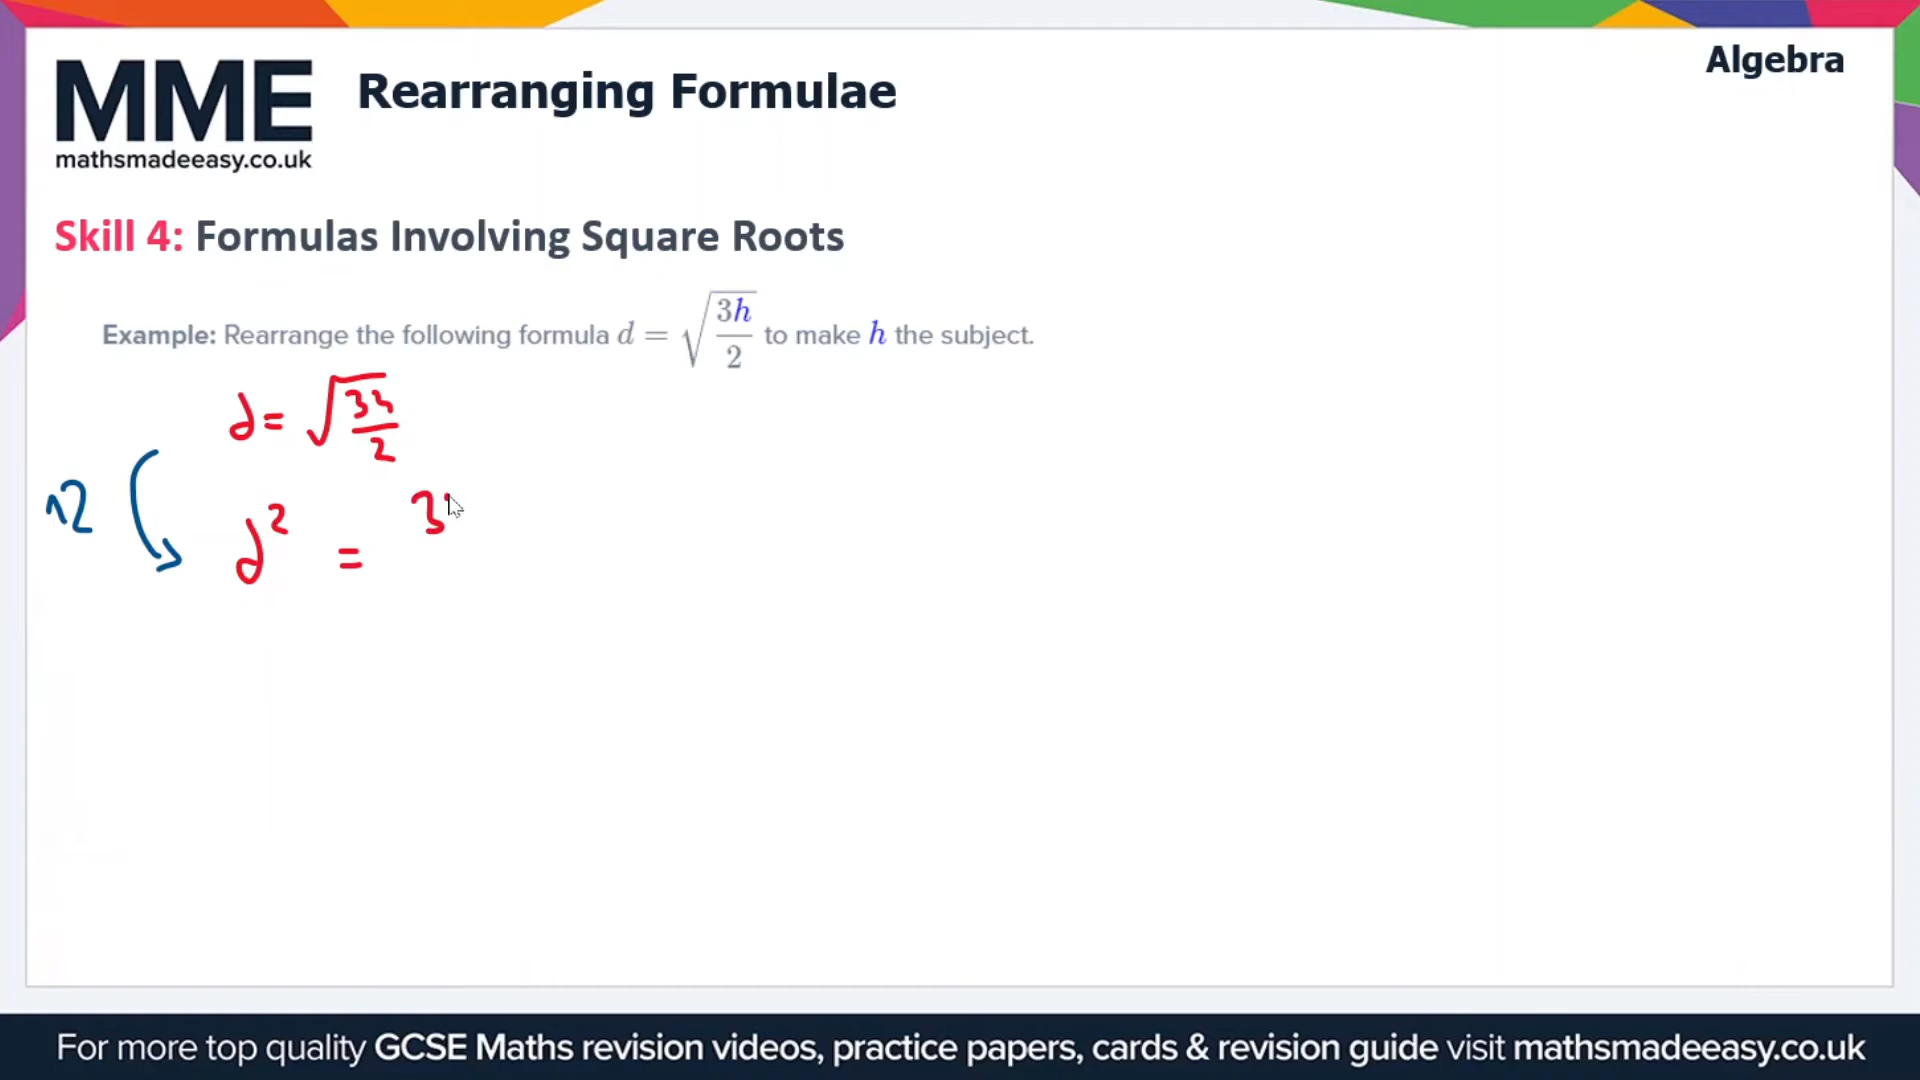 Algebra
MME
mathsmadeeasy.co.uk
Rearranging Formulae
Skill 4: Formulas Involving Square Roots
Example: Rearrange the following formula d = √(3h/2) to make h the subject.
d = √(3h/2)
^2
d² = 3
For more top quality GCSE Maths revision videos, practice papers, cards & revision guide visit mathsmadeeasy.co.uk